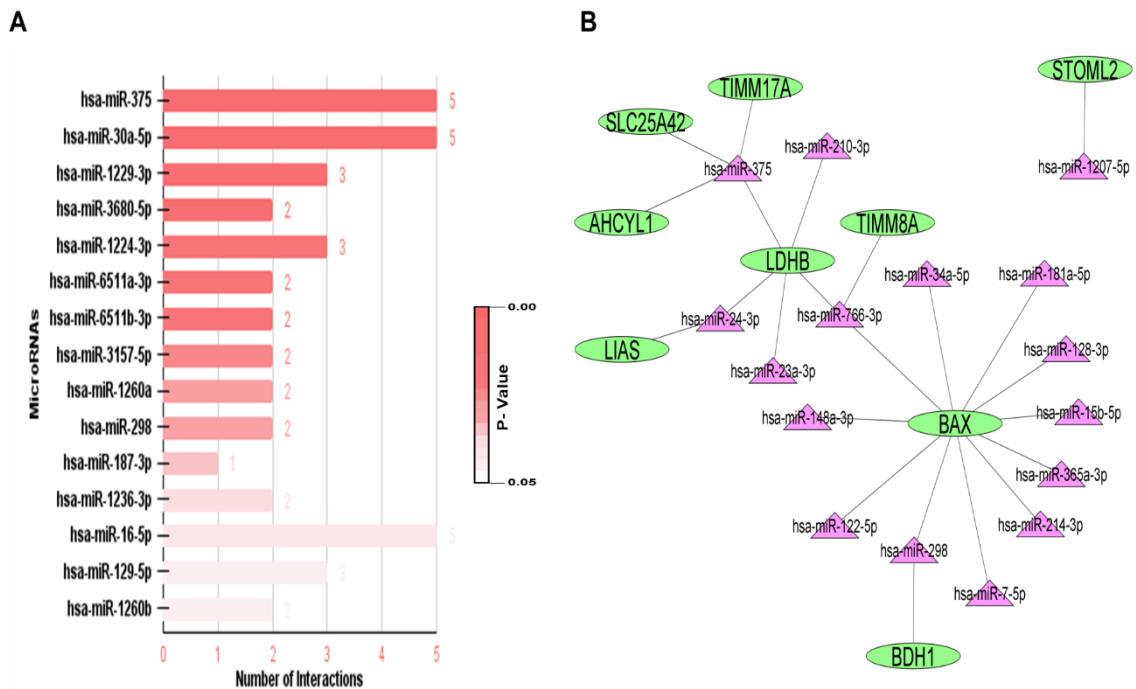 A
B
MicroRNAs
hsa-miR-375
5
hsa-miR-30a-5p
5
hsa-miR-1229-3p
3
hsa-miR-3680-5p
2
hsa-miR-1224-3p
3
hsa-miR-6511a-3p
2
hsa-miR-6511b-3p
2
hsa-miR-3157-5p
2
hsa-miR-1260a
2
hsa-miR-298
2
hsa-miR-187-3p
1
hsa-miR-1236-3p
2
hsa-miR-16-5p
5
hsa-miR-129-5p
3
hsa-miR-1260b
2
0 1 2 3 4 5
Number of Interactions
0.00
P- Value
0.05
STOML2
TIMM17A
SLC25A42
hsa-miR-210-3p
hsa-miR-1207-5p
hsa-miR-375
AHCYL1
TIMM8A
LDHB
hsa-miR-34a-5p
hsa-miR-181a-5p
hsa-miR-24-3p
hsa-miR-766-3p
LIAS
hsa-miR-128-3p
hsa-miR-23a-3p
hsa-miR-148a-3p
hsa-miR-15b-5p
BAX
hsa-miR-365a-3p
hsa-miR-122-5p
hsa-miR-214-3p
hsa-miR-298
hsa-miR-7-5p
BDH1